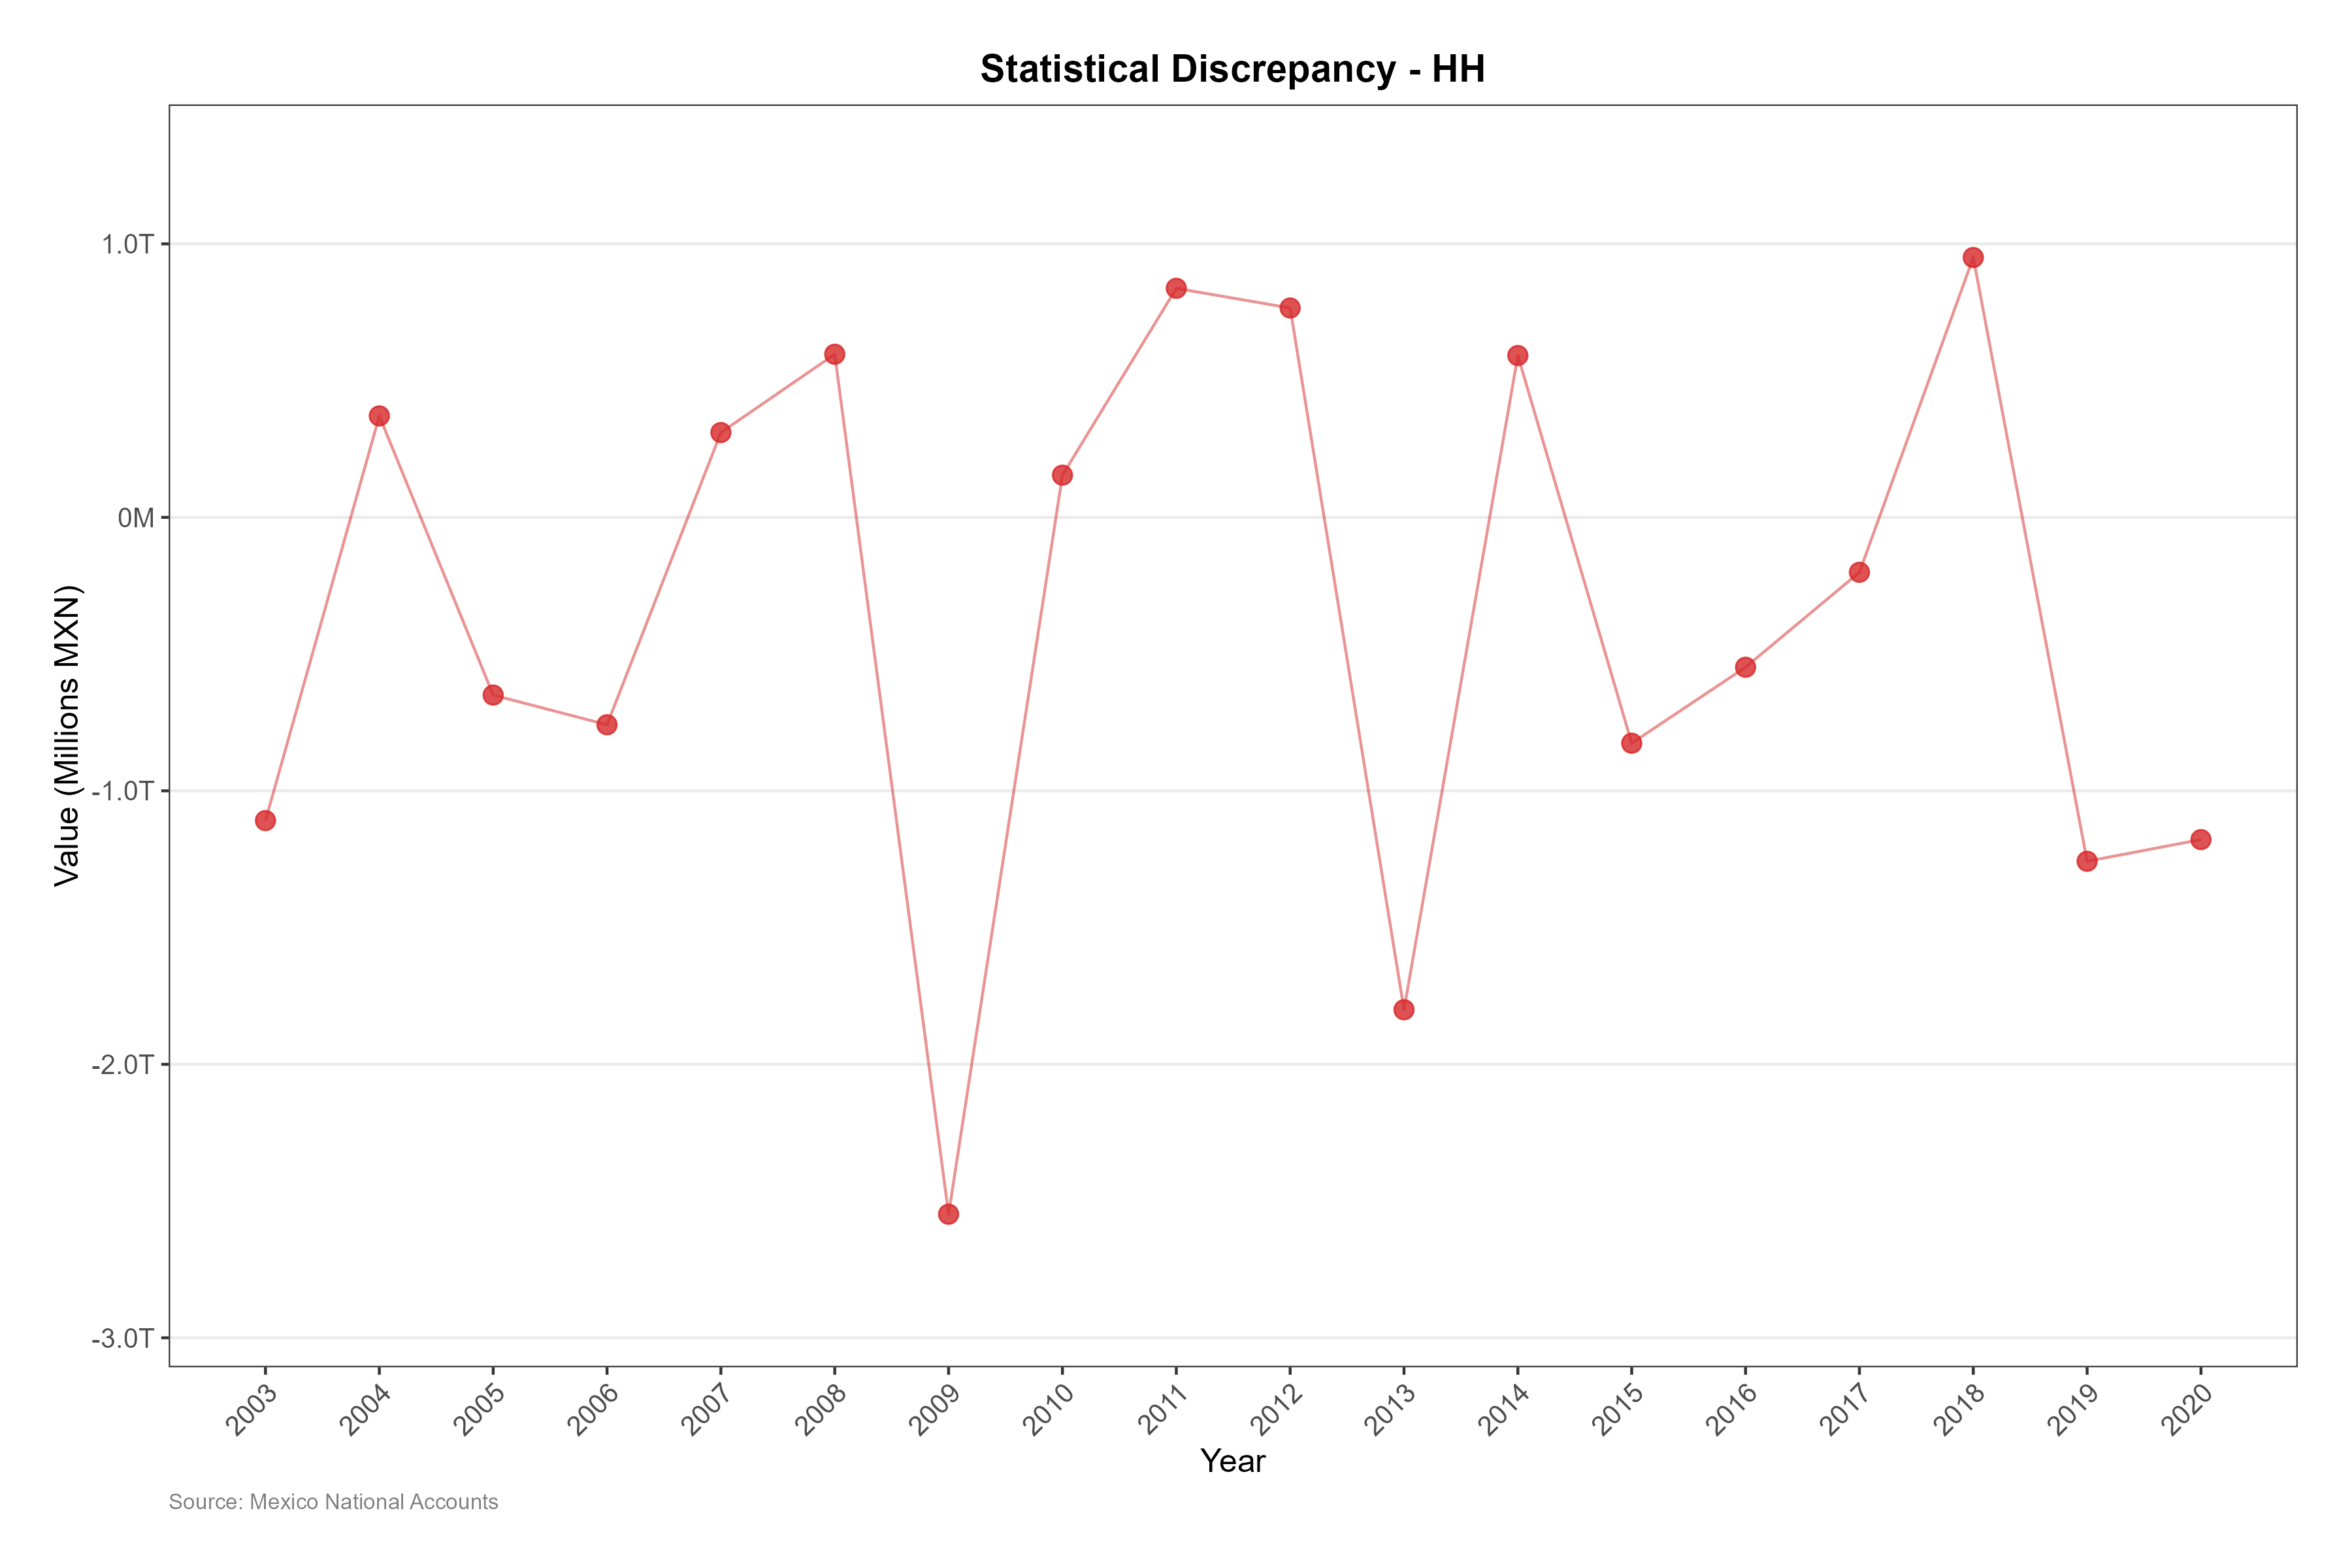 Statistical Discrepancy - HH
Value (Millions MXN)
1.0T
0M
-1.0T
-2.0T
-3.0T
2003 2004 2005 2006 2007 2008 2009 2010 2011 2012 2013 2014 2015 2016 2017 2018 2019 2020
Year
Source: Mexico National Accounts